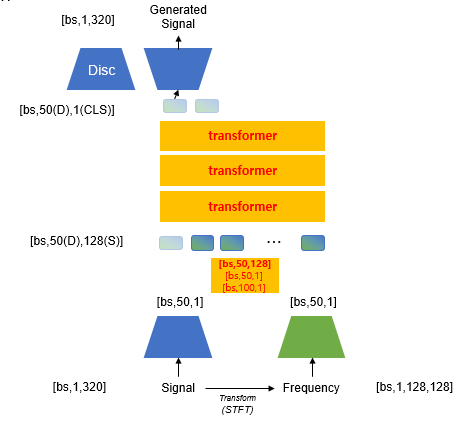 Generated
Signal
[bs,1,320]
Disc
[bs,50(D),1(CLS)]
transformer
transformer
transformer
[bs,50(D),128(S)]
...
[bs,50,128]
[bs,50,1]
[bs,100,1]
[bs,50,1]
[bs,50,1]
[bs,1,320]
Signal
Transform
(STFT)
Frequency
[bs,1,128,128]